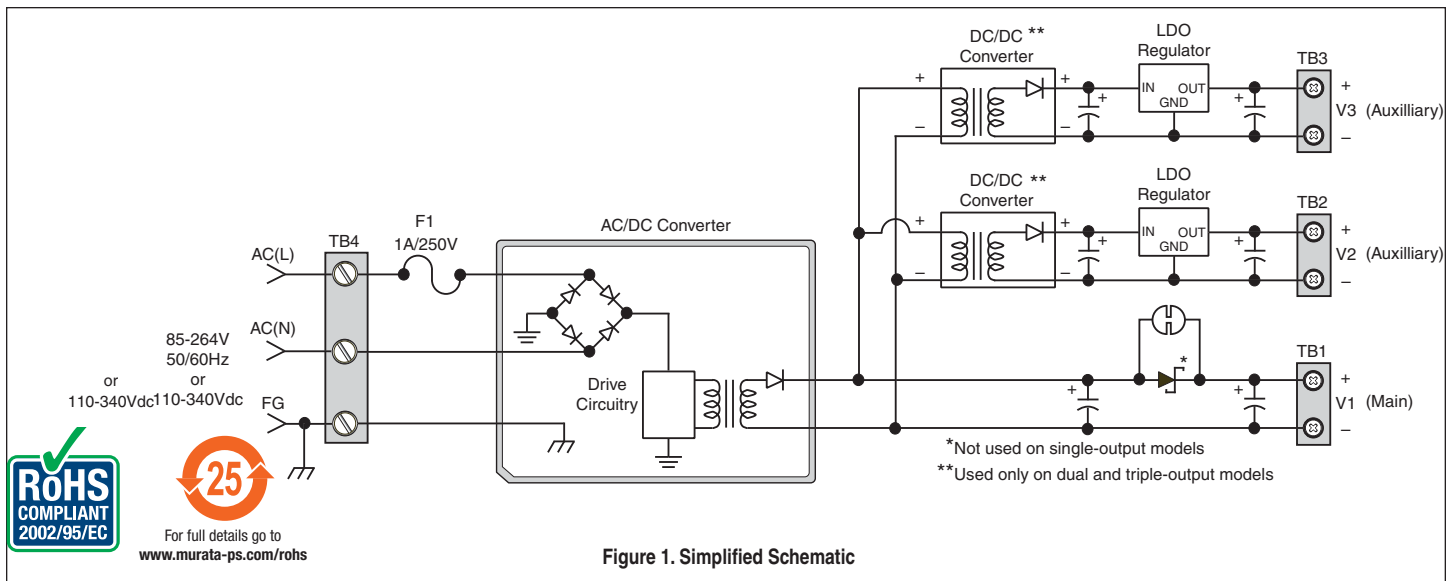 DC/DC **
Converter
LDO
Regulator
TB3
+
–
+
–
+
IN OUT
GND
+
+
V3 (Auxilliary)
–
DC/DC **
Converter
LDO
Regulator
TB2
+
–
+
–
+
IN OUT
GND
+
+
V2 (Auxilliary)
–
AC/DC Converter
F1
1A/250V
TB4
AC(L)
AC(N)
85-264V
50/60Hz
or
110-340Vdc
or
110-340Vdc
FG
Drive
Circuitry
*
TB1
+
+
+
V1 (Main)
–
*Not used on single-output models
**Used only on dual and triple-output models
RoHS
COMPLIANT
2002/95/EC
25
For full details go to
www.murata-ps.com/rohs
Figure 1. Simplified Schematic